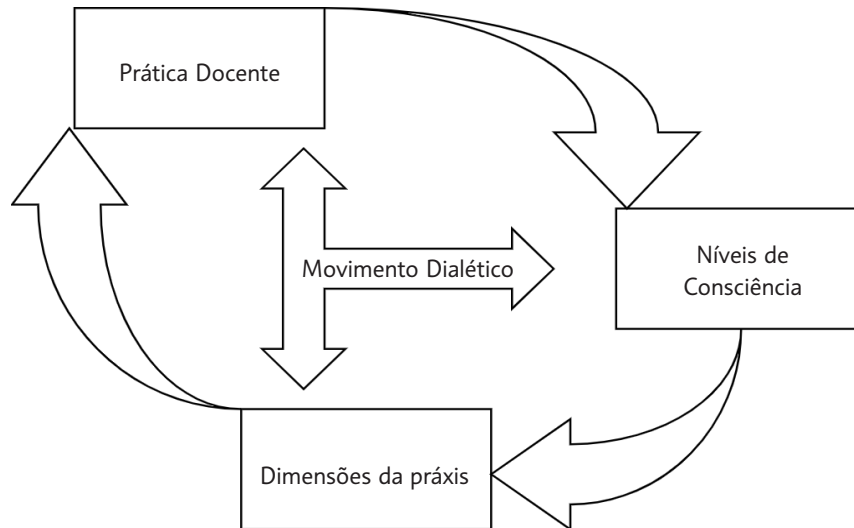 Prática Docente
Movimento Dialético
Níveis de
Consciência
Dimensões da práxis